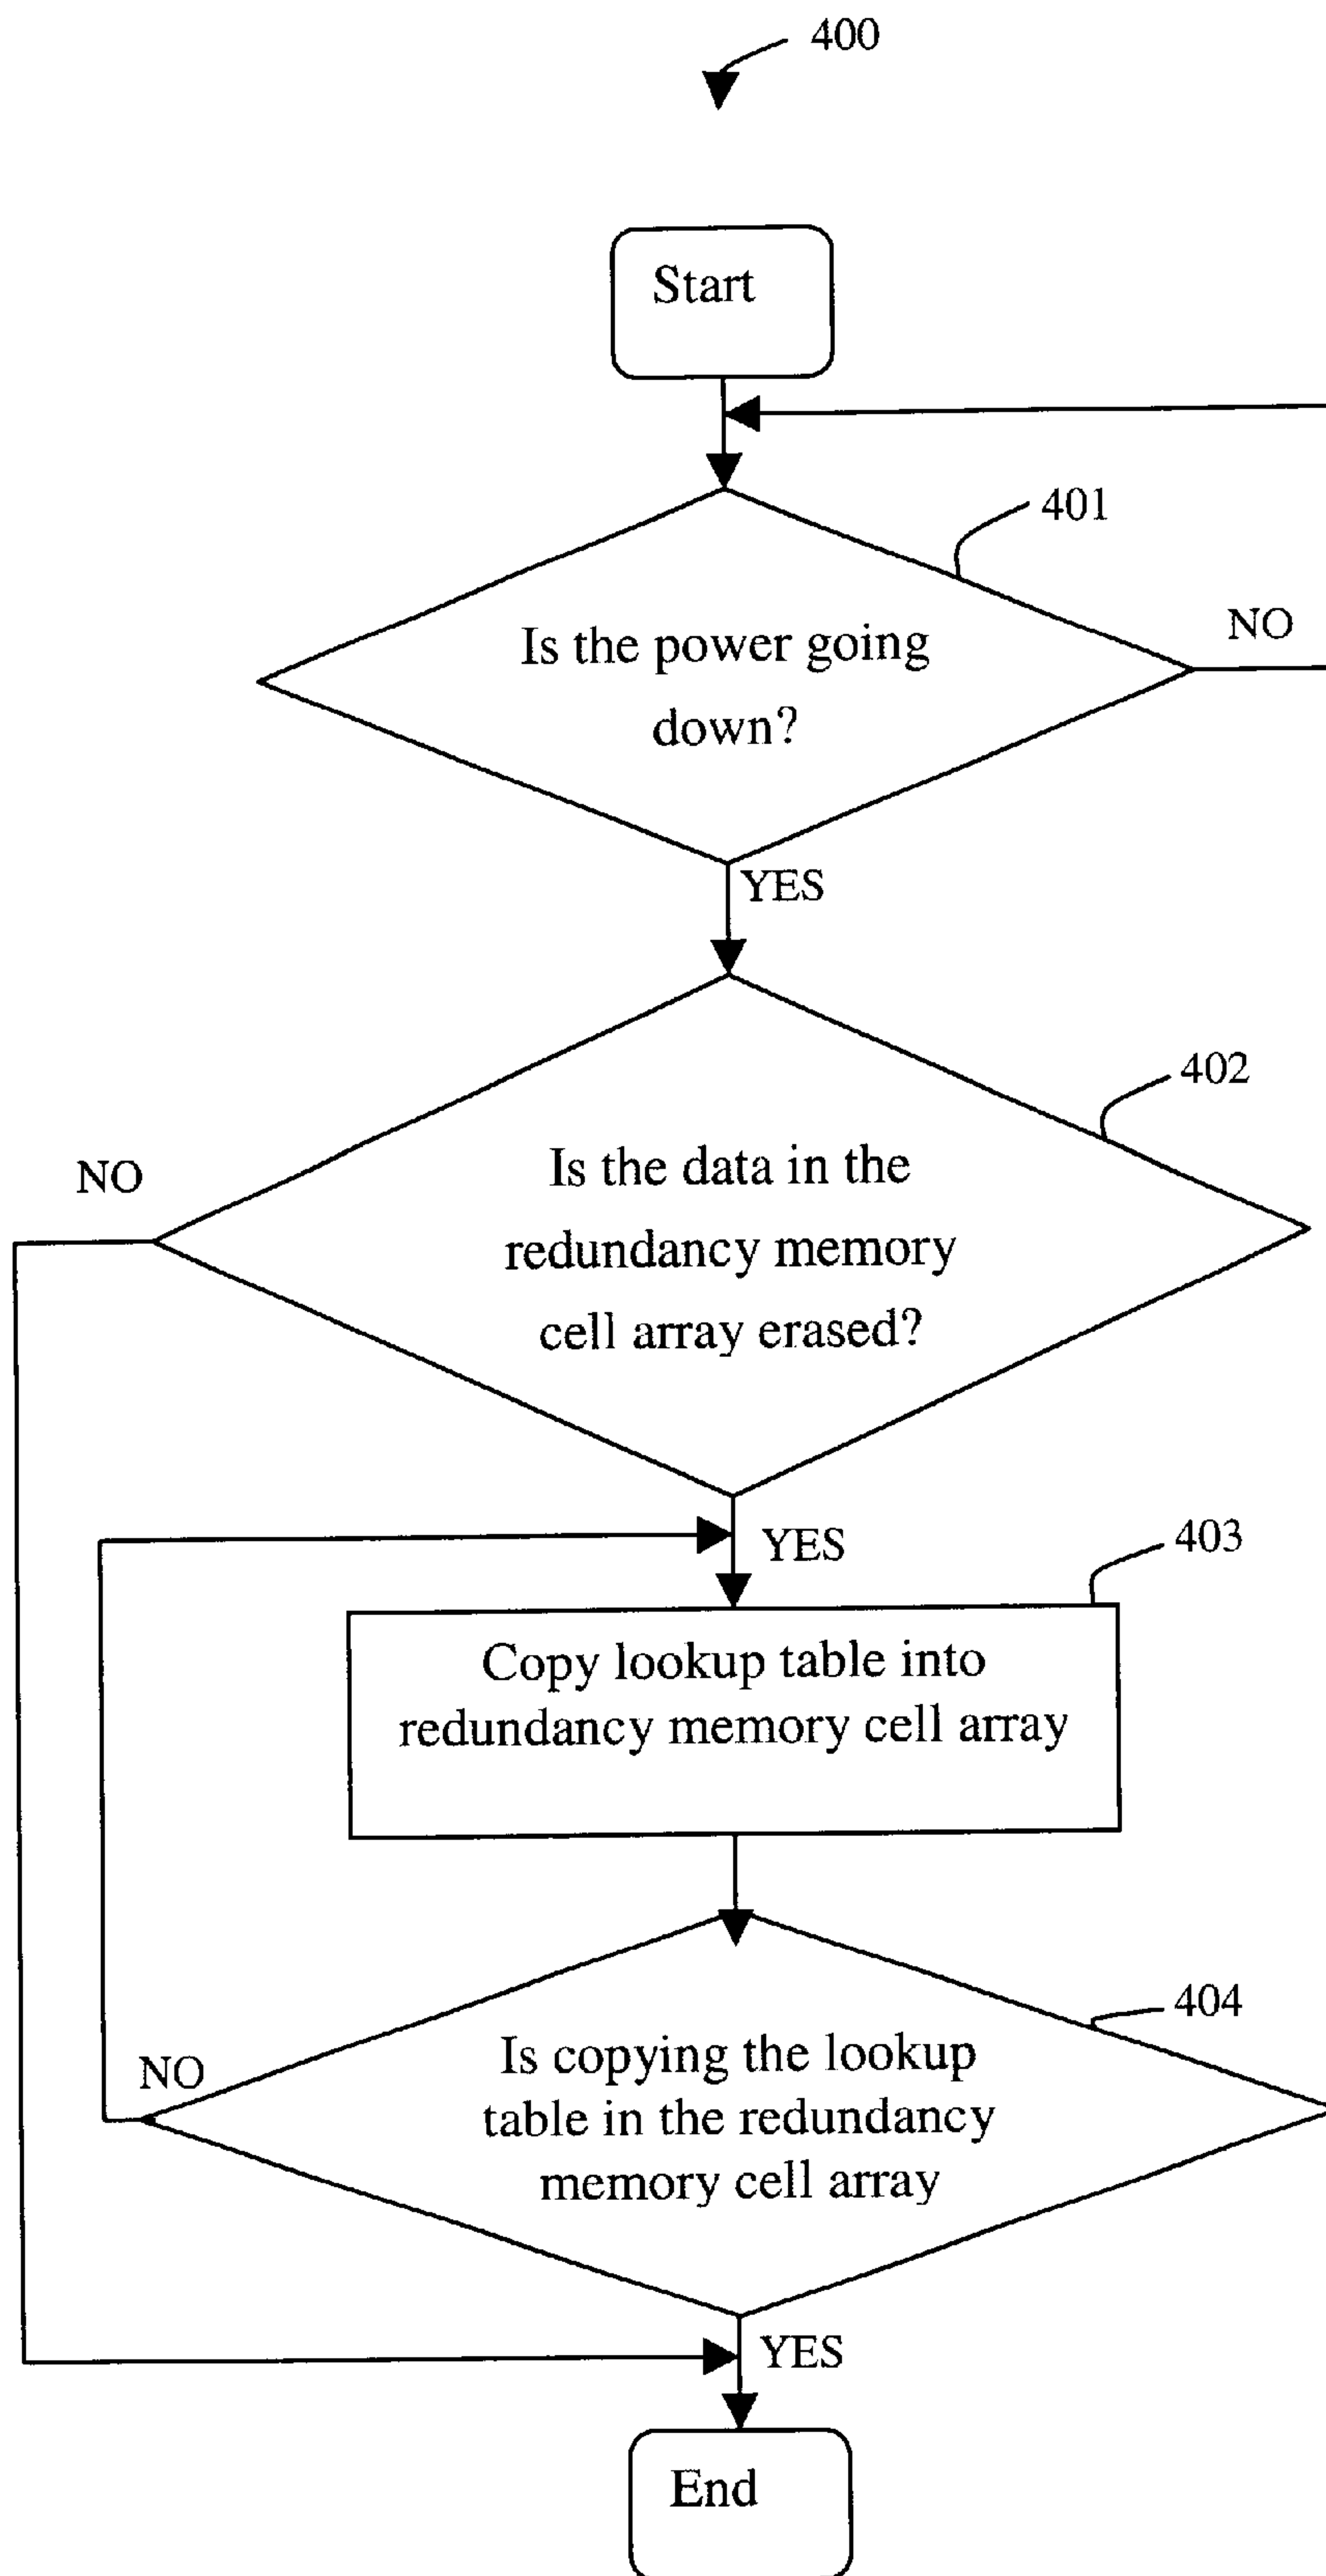 400
Start
401
NO
Is the power going
down?
YES
402
NO
Is the data in the
redundancy memory
cell array erased?
YES
403
Copy lookup table into
redundancy memory cell array
404
NO
Is copying the lookup
table in the redundancy
memory cell array
YES
End